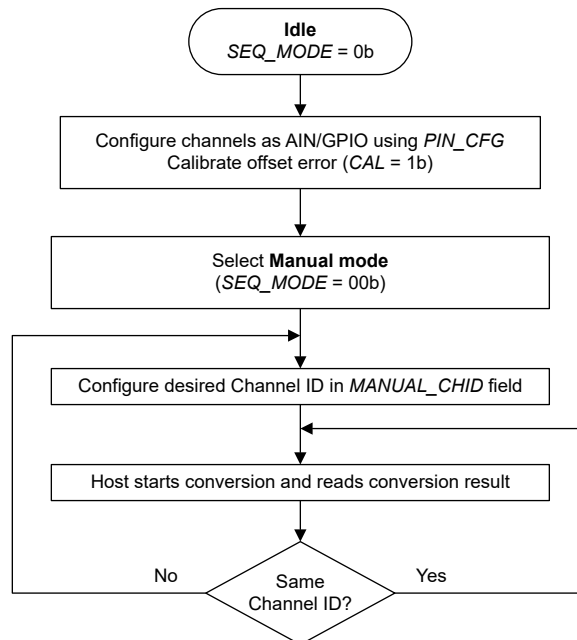 Idle
SEQ_MODE = 0b
Configure channels as AIN/GPIO using PIN_CFG
Calibrate offset error (CAL = 1b)
Select Manual mode
(SEQ_MODE = 00b)
Configure desired Channel ID in MANUAL_CHID field
Host starts conversion and reads conversion result
No
Same
Channel ID?
Yes